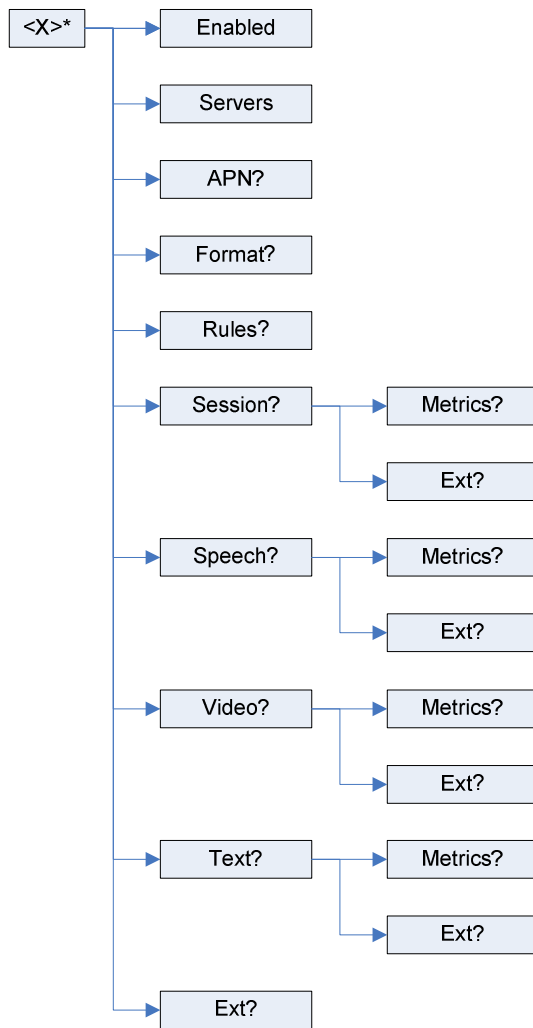 <X>*
Enabled
Servers
APN?
Format?
Rules?
Session?
Metrics?
Ext?
Speech?
Metrics?
Ext?
Video?
Metrics?
Ext?
Text?
Metrics?
Ext?
Ext?